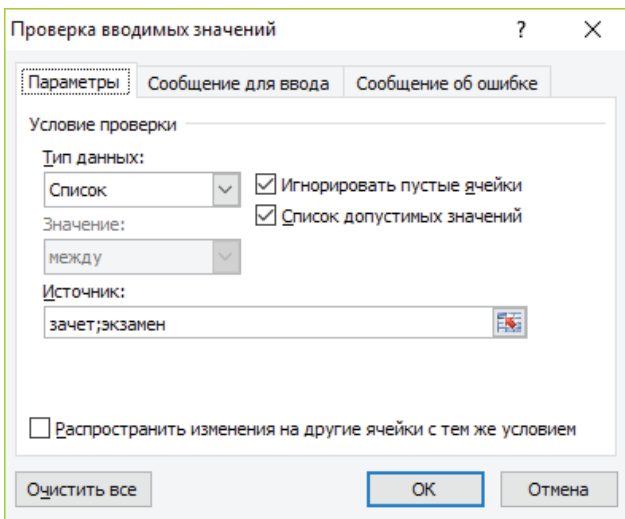 Проверка вводимых значений ? ×
Параметры Сообщение для ввода Сообщение об ошибке
Условие проверки
Тип данных:
Список
Игнорировать пустые ячейки
Список допустимых значений
Значение:
между
Источник:
зачет;экзамен
Распространить изменения на другие ячейки с тем же условием
Очистить все ОК Отмена